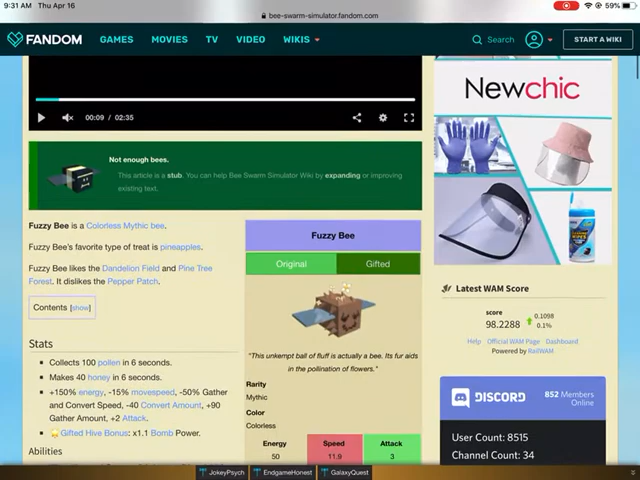 9:31 AM Thu Apr 16
bee-swarm-simulator.fandom.com
59%
FANDOM
GAMES MOVIES TV VIDEO WIKIS
Search
START A WIKI
00:09 / 02:35
Not enough bees.
This article is a stub. You can help Bee Swarm Simulator Wiki by expanding or improving
existing text.
Fuzzy Bee is a Colorless Mythic bee.
Fuzzy Bee's favorite type of treat is pineapples.
Fuzzy Bee likes the Dandelion Field and Pine Tree
Forest. It dislikes the Pepper Patch.
Contents [show]
Stats
Collects 100 pollen in 6 seconds.
Makes 40 honey in 6 seconds.
+150% energy, -15% movespeed, -50% Gather
and Convert Speed, -40 Convert Amount, +90
Gather Amount, +2 Attack.
Gifted Hive Bonus: x1.1 Bomb Power.
Abilities
Fuzzy Bee
Original Gifted
"This unkempt ball of fluff is actually a bee. Its fur aids
in the pollination of flowers."
Rarity
Mythic
Color
Colorless
Energy Speed Attack
50 11.9 3
Newchic
Latest WAM Score
score
98.2288
0.1098
0.1%
Help Official WAM Page Dashboard
Powered by RailWAM
DISCORD
852 Members
Online
User Count: 8515
Channel Count: 34
JokeyPsych EndgameHonest GalaxyQuest